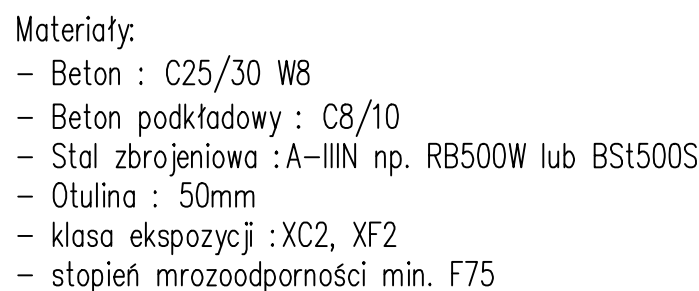 Materiały:
– Beton : C25/30 W8
– Beton podkładowy : C8/10
– Stal zbrojeniowa :A–IIIN np. RB500W lub BSt500S
– Otulina : 50mm
– klasa ekspozycji :XC2, XF2
– stopień mrozoodporności min. F75